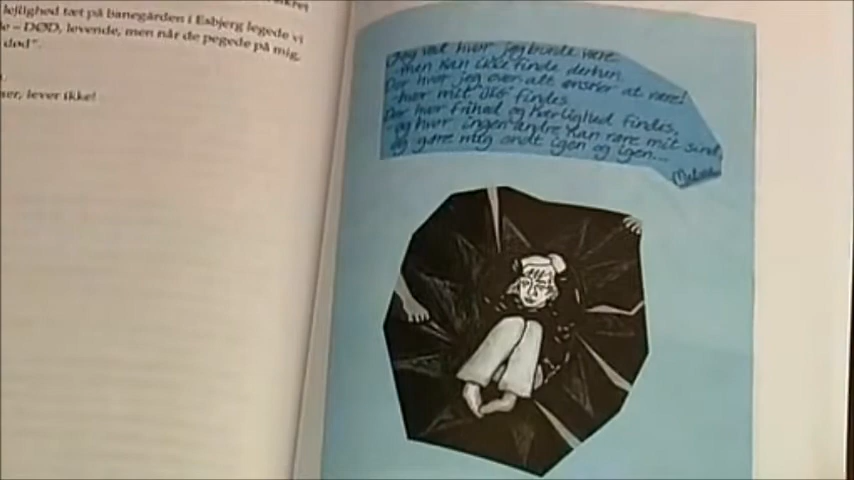 lejlighed tæt på banegården i Esbjerg legede vi
e – DØD, levende, men når de pegede på mig,
død".
ser, lever ikke!
Jeg ved hvor jeg burde være
- men kan ikke finde derhen.
Der hvor jeg over alt ønsker at være!
- hvor mit findes
Der hvor frihed og kærlighed findes,
- og hvor ingen andre kan røre mit sind,
og gøre mig ondt igen og igen...